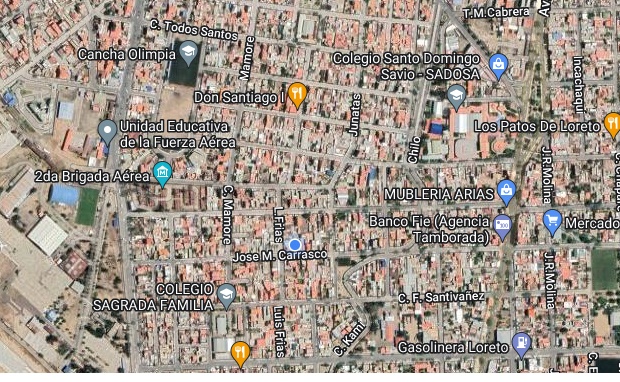 T.M.Cabrera
Av
C. Todos Santos
Cancha Olimpia
Mamore
Colegio Santo Domingo
Savio - SADOSA
Incachaqui
Don Santiago I
Junatas
Unidad Educativa
de la Fuerza Aérea
Los Patos De Loreto
Chilo
J.R.Molina
2da Brigada Aérea
MUBLERIA ARIAS
C. Mamore
L.Frias
Banco Fie (Agencia
Tamborada)
Mercado
Jose M. Carrasco
J.R.Molina
COLEGIO
SAGRADA FAMILIA
C. F. Santivañez
Luis Frias
C. Kami
Gasolinera Loreto